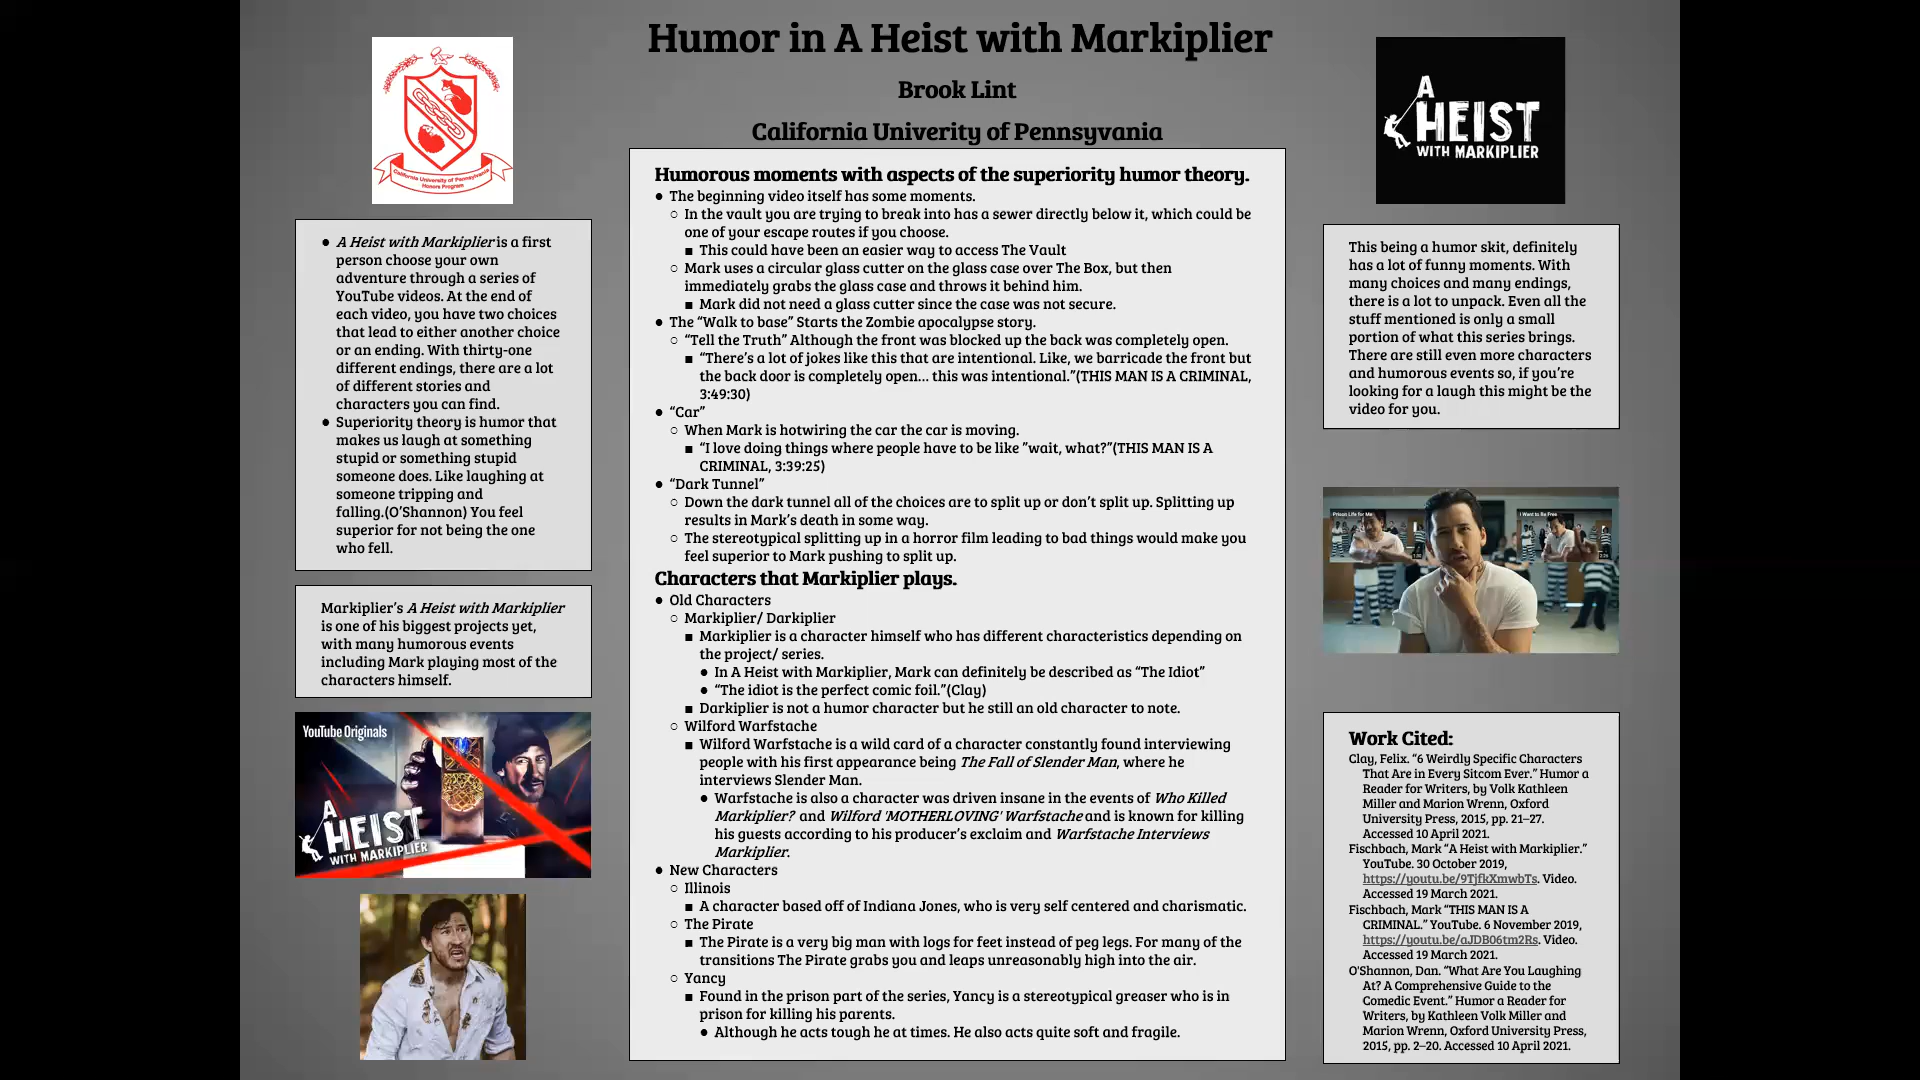 Humor in A Heist with Markiplier
Brook Lint
California Univerity of Pennsyvania
California University of Pennsylvania
Honors Program
● A Heist with Markiplier is a first
person choose your own
adventure through a series of
YouTube videos. At the end of
each video, you have two choices
that lead to either another choice
or an ending. With thirty-one
different endings, there are a lot
of different stories and
characters you can find.
● Superiority theory is humor that
makes us laugh at something
stupid or something stupid
someone does. Like laughing at
someone tripping and
falling.(O'Shannon) You feel
superior for not being the one
who fell.
Markiplier's A Heist with Markiplier
is one of his biggest projects yet,
with many humorous events
including Mark playing most of the
characters himself.
YouTube Originals
A
HEIST
WITH MARKIPLIER
Humorous moments with aspects of the superiority humor theory.
● The beginning video itself has some moments.
○ In the vault you are trying to break into has a sewer directly below it, which could be
one of your escape routes if you choose.
■ This could have been an easier way to access The Vault
○ Mark uses a circular glass cutter on the glass case over The Box, but then
immediately grabs the glass case and throws it behind him.
■ Mark did not need a glass cutter since the case was not secure.
● The “Walk to base” Starts the Zombie apocalypse story.
○ “Tell the Truth” Although the front was blocked up the back was completely open.
■ “There's a lot of jokes like this that are intentional. Like, we barricade the front but
the back door is completely open... this was intentional.”(THIS MAN IS A CRIMINAL,
3:49:30)
● “Car”
○ When Mark is hotwiring the car the car is moving.
■ “I love doing things where people have to be like ”wait, what?”(THIS MAN IS A
CRIMINAL, 3:39:25)
● “Dark Tunnel”
○ Down the dark tunnel all of the choices are to split up or don't split up. Splitting up
results in Mark's death in some way.
○ The stereotypical splitting up in a horror film leading to bad things would make you
feel superior to Mark pushing to split up.
Characters that Markiplier plays.
● Old Characters
○ Markiplier/ Darkiplier
■ Markiplier is a character himself who has different characteristics depending on
the project/ series.
● In A Heist with Markiplier, Mark can definitely be described as “The Idiot”
● “The idiot is the perfect comic foil.”(Clay)
■ Darkiplier is not a humor character but he still an old character to note.
○ Wilford Warfstache
■ Wilford Warfstache is a wild card of a character constantly found interviewing
people with his first appearance being The Fall of Slender Man, where he
interviews Slender Man.
● Warfstache is also a character was driven insane in the events of Who Killed
Markiplier? and Wilford 'MOTHERLOVING' Warfstache and is known for killing
his guests according to his producer's exclaim and Warfstache Interviews
Markiplier.
● New Characters
○ Illinois
■ A character based off of Indiana Jones, who is very self centered and charismatic.
○ The Pirate
■ The Pirate is a very big man with logs for feet instead of peg legs. For many of the
transitions The Pirate grabs you and leaps unreasonably high into the air.
○ Yancy
■ Found in the prison part of the series, Yancy is a stereotypical greaser who is in
prison for killing his parents.
● Although he acts tough he at times. He also acts quite soft and fragile.
A
HEIST
WITH MARKIPLIER
This being a humor skit, definitely
has a lot of funny moments. With
many choices and many endings,
there is a lot to unpack. Even all the
stuff mentioned is only a small
portion of what this series brings.
There are still even more characters
and humorous events so, if you're
looking for a laugh this might be the
video for you.
Prison Life for Me
I Want to Be Free
Work Cited:
Clay, Felix. “6 Weirdly Specific Characters
That Are in Every Sitcom Ever.” Humor a
Reader for Writers, by Volk Kathleen
Miller and Marion Wrenn, Oxford
University Press, 2015, pp. 21–27.
Accessed 10 April 2021.
Fischbach, Mark “A Heist with Markiplier.”
YouTube. 30 October 2019,
https://youtu.be/9TjfkXmwbTs. Video.
Accessed 19 March 2021.
Fischbach, Mark “THIS MAN IS A
CRIMINAL.” YouTube. 6 November 2019,
https://youtu.be/aJDB06tm2Rs. Video.
Accessed 19 March 2021.
O'Shannon, Dan. “What Are You Laughing
At? A Comprehensive Guide to the
Comedic Event.” Humor a Reader for
Writers, by Kathleen Volk Miller and
Marion Wrenn, Oxford University Press,
2015, pp. 2–20. Accessed 10 April 2021.